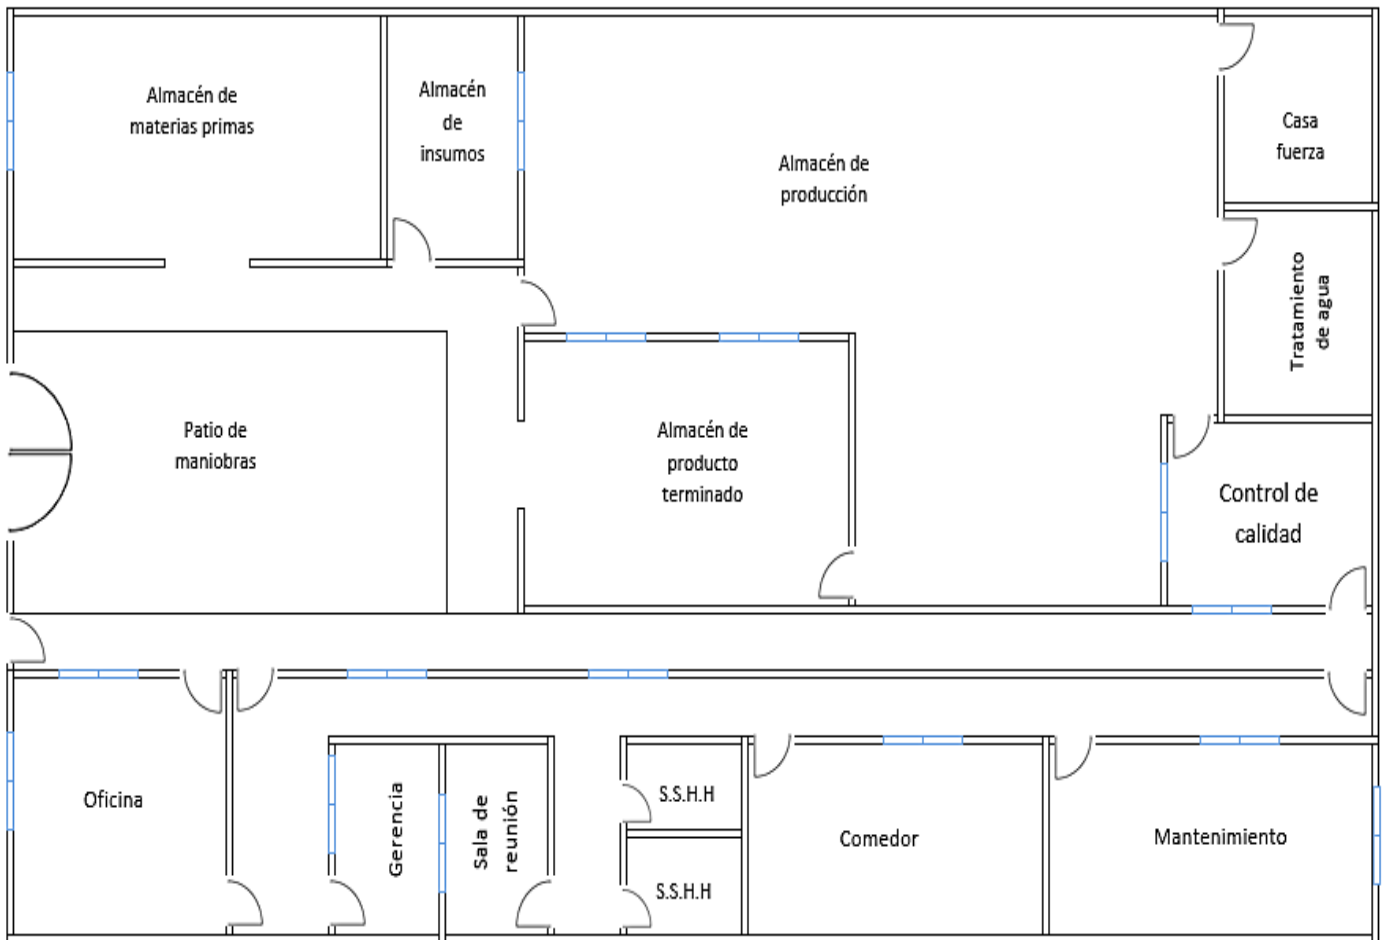 Almacén de
materias primas
Almacén
de
insumos
Almacén de
producción
Casa
fuerza
Tratamiento
de agua
Patio de
maniobras
Almacén de
producto
terminado
Control de
calidad
Oficina
Gerencia
Sala de
reunión
S.S.H.H
S.S.H.H
Comedor
Mantenimiento